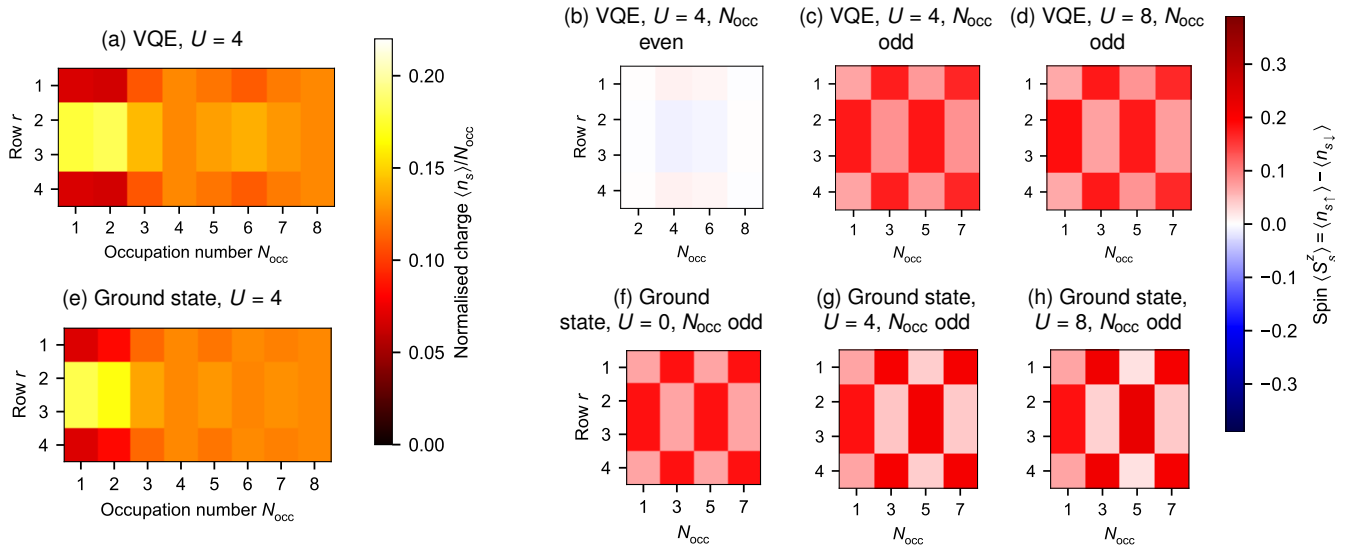 (a) VQE, U = 4
Row r
1
2
3
4
1 2 3 4 5 6 7 8
Occupation number N_occ
0.20
0.15
0.10
0.05
0.00
Normalised charge ⟨n_s⟩/N_occ
(b) VQE, U = 4, N_occ
even
1
2
3
4
2 4 6 8
N_occ
(c) VQE, U = 4, N_occ
odd
1
2
3
4
1 3 5 7
N_occ
(d) VQE, U = 8, N_occ
odd
1
2
3
4
1 3 5 7
N_occ
0.3
0.2
0.1
0.0
−0.1
−0.2
−0.3
Spin ⟨S^z_s⟩ = ⟨n_s↑⟩ − ⟨n_s↓⟩
(e) Ground state, U = 4
Row r
1
2
3
4
1 2 3 4 5 6 7 8
Occupation number N_occ
(f) Ground
state, U = 0, N_occ odd
Row r
1
2
3
4
1 3 5 7
N_occ
(g) Ground state,
U = 4, N_occ odd
1
2
3
4
1 3 5 7
N_occ
(h) Ground state,
U = 8, N_occ odd
1
2
3
4
1 3 5 7
N_occ